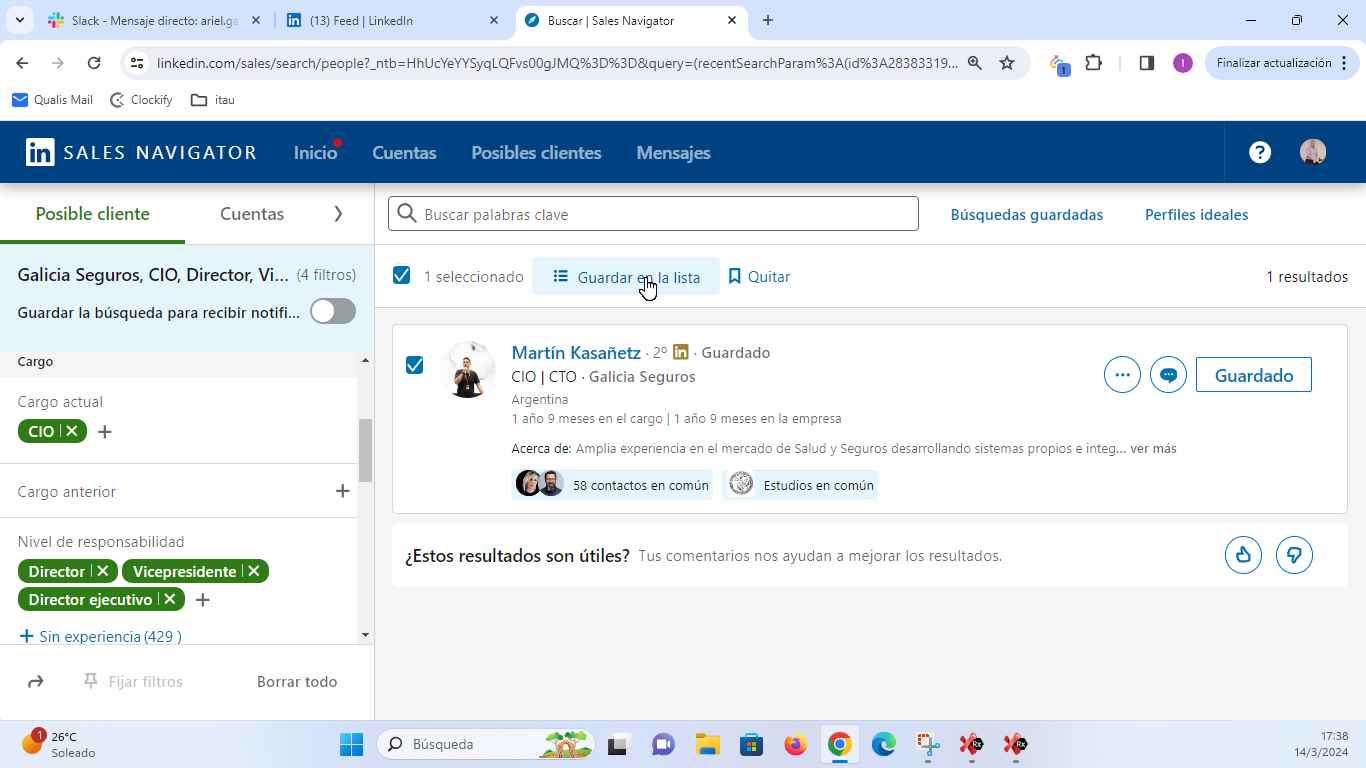 Slack - Mensaje directo: ariel.ga
(13) Feed | LinkedIn
Buscar | Sales Navigator
linkedin.com/sales/search/people?_ntb=HhUcYeYYSyqLQFvs00gJMQ%3D%3D&query=(recentSearchParam%3A(id%3A28383319...
1
I
Finalizar actualización
Qualis Mail
Clockify
itau
in SALES NAVIGATOR
Inicio
Cuentas
Posibles clientes
Mensajes
?
Posible cliente
Cuentas
Buscar palabras clave
Búsquedas guardadas
Perfiles ideales
Galicia Seguros, CIO, Director, Vi... (4 filtros)
Guardar la búsqueda para recibir notifi...
1 seleccionado
Guardar en la lista
Quitar
1 resultados
Cargo
Cargo actual
CIO
Cargo anterior
Nivel de responsabilidad
Director
Vicepresidente
Director ejecutivo
Sin experiencia (429 )
Fijar filtros
Borrar todo
Martín Kasañetz · 2º in · Guardado
CIO | CTO · Galicia Seguros
Argentina
1 año 9 meses en el cargo | 1 año 9 meses en la empresa
Acerca de: Amplia experiencia en el mercado de Salud y Seguros desarrollando sistemas propios e integ... ver más
58 contactos en común
Estudios en común
Guardado
¿Estos resultados son útiles? Tus comentarios nos ayudan a mejorar los resultados.
1
26°C
Soleado
Búsqueda
Rx
Rx
17:38
14/3/2024